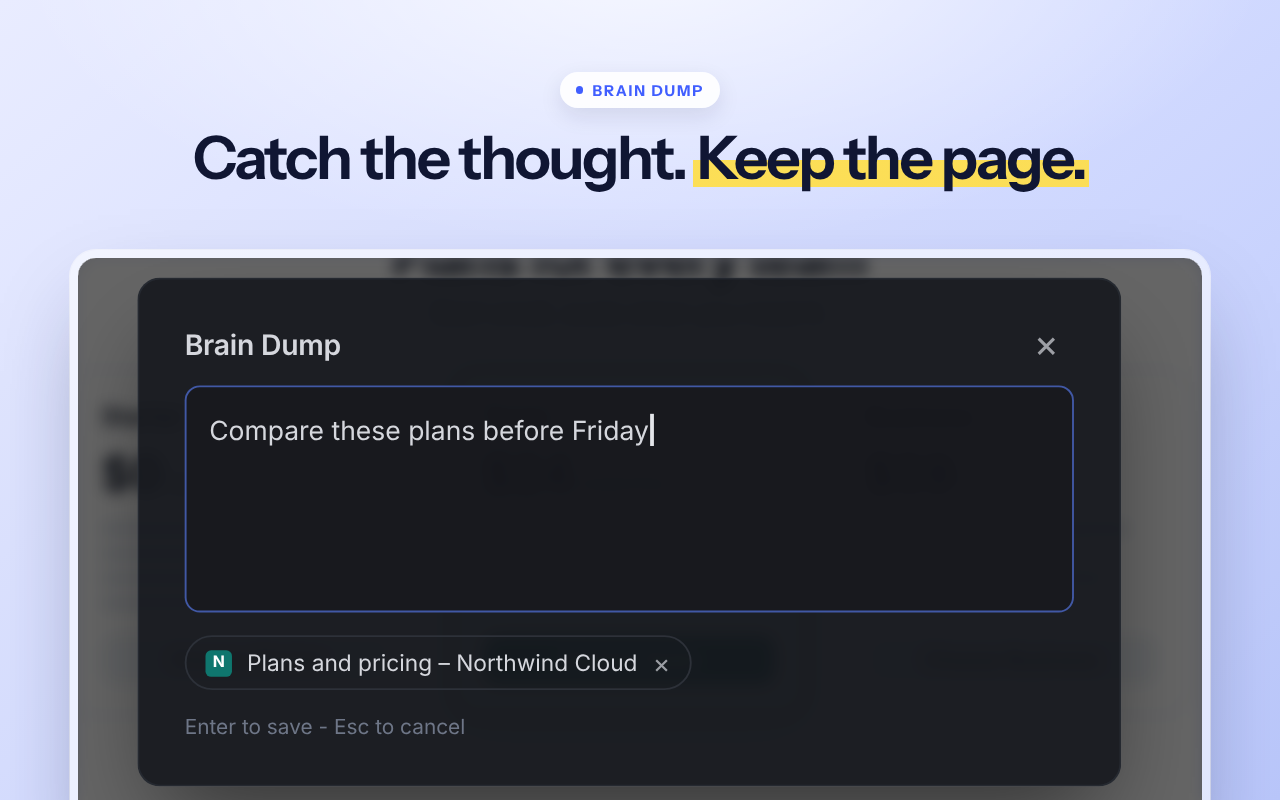 BRAIN DUMP
Catch the thought. Keep the page.
Brain Dump
Compare these plans before Friday
N Plans and pricing – Northwind Cloud
Enter to save - Esc to cancel